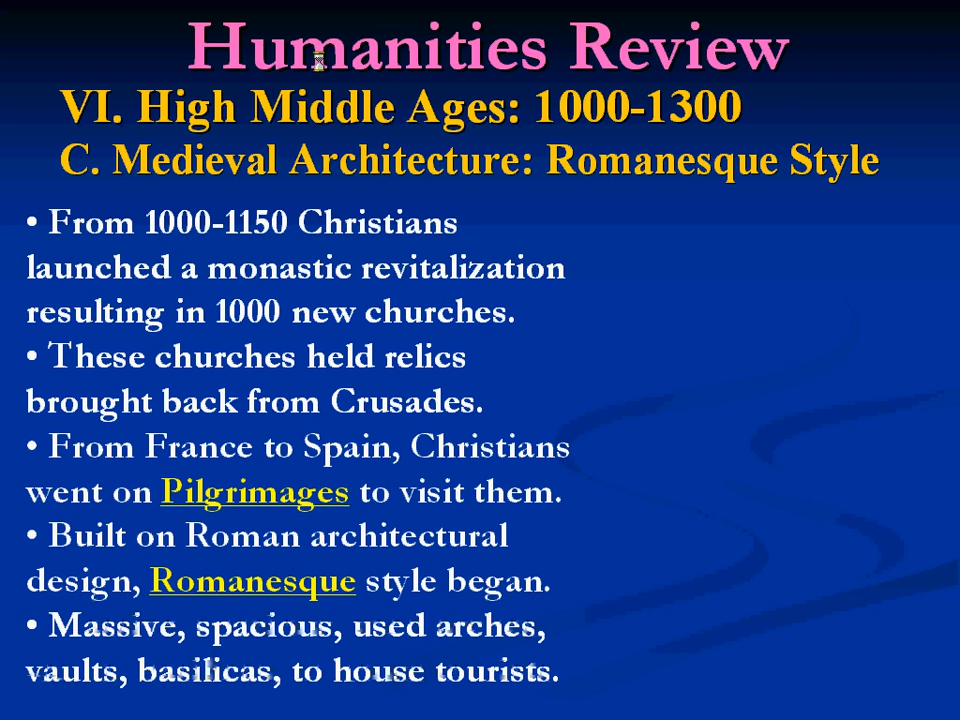 Humanities Review
VI. High Middle Ages: 1000-1300
C. Medieval Architecture: Romanesque Style
• From 1000-1150 Christians
launched a monastic revitalization
resulting in 1000 new churches.
• These churches held relics
brought back from Crusades.
• From France to Spain, Christians
went on Pilgrimages to visit them.
• Built on Roman architectural
design, Romanesque style began.
• Massive, spacious, used arches,
vaults, basilicas, to house tourists.